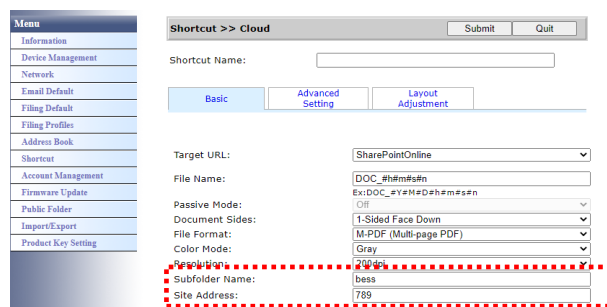 Menu
Information
Device Management
Network
Email Default
Filing Default
Filing Profiles
Address Book
Shortcut
Account Management
Firmware Update
Public Folder
Import/Export
Product Key Setting
Shortcut >> Cloud Submit Quit
Shortcut Name:
Basic Advanced Setting Layout Adjustment
Target URL: SharePointOnline
File Name: DOC_#h#m#s#n
Ex:DOC_#Y#M#D#h#m#s#n
Passive Mode: Off
Document Sides: 1-Sided Face Down
File Format: M-PDF (Multi-page PDF)
Color Mode: Gray
Resolution: 200dpi
Subfolder Name: bess
Site Address: 789